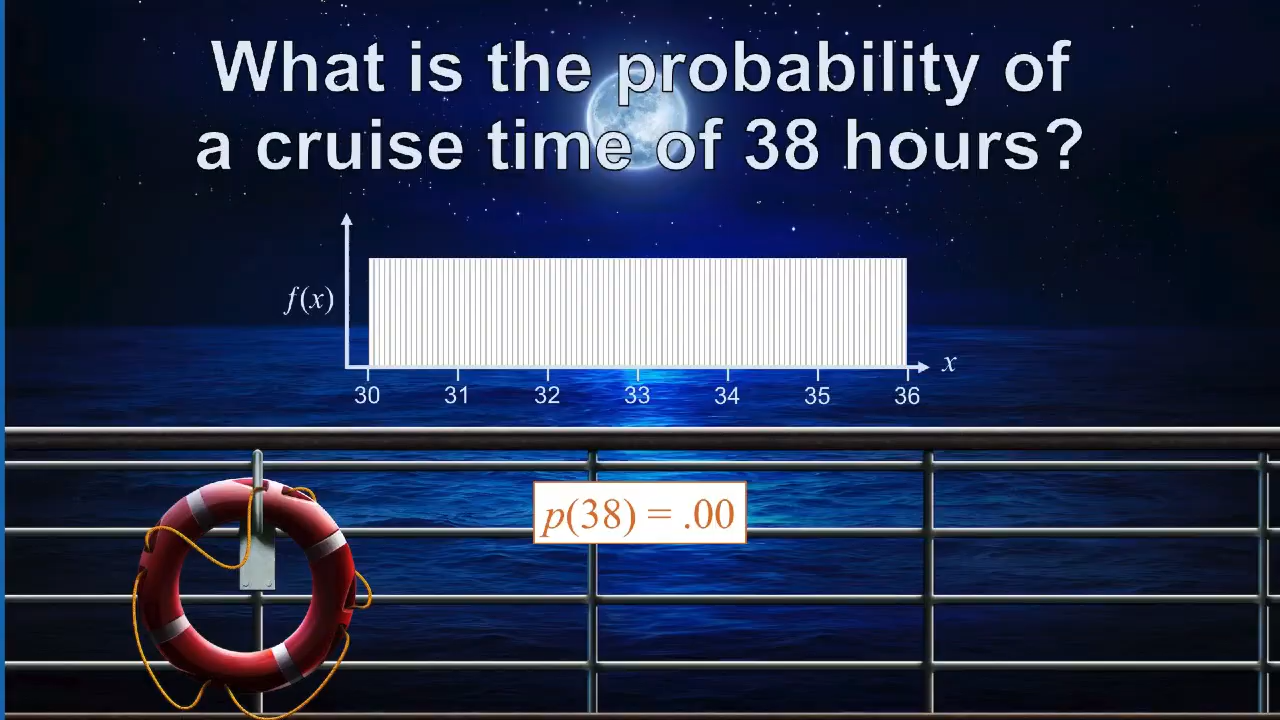 What is the probability of
a cruise time of 38 hours?
f(x)
x
30 31 32 33 34 35 36
p(38) = .00